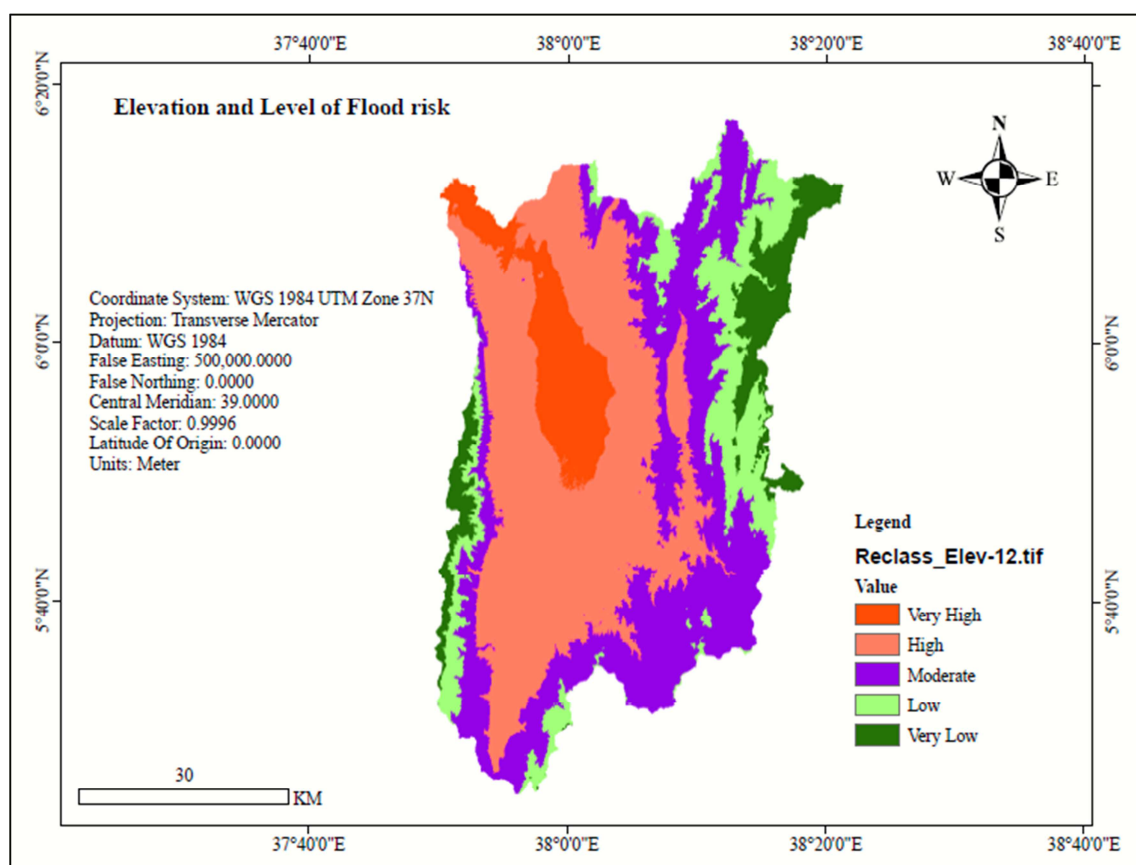 37°40'0"E 38°0'0"E 38°20'0"E 38°40'0"E
6°20'0"N
Elevation and Level of Flood risk
N
W E
S
Coordinate System: WGS 1984 UTM Zone 37N
Projection: Transverse Mercator
Datum: WGS 1984
False Easting: 500,000.0000
False Northing: 0.0000
Central Meridian: 39.0000
Scale Factor: 0.9996
Latitude Of Origin: 0.0000
Units: Meter
6°0'0"N 6°0'0"N
Legend
Reclass_Elev-12.tif
Value
Very High
High
Moderate
Low
Very Low
5°40'0"N 5°40'0"N
30
KM
37°40'0"E 38°0'0"E 38°20'0"E 38°40'0"E